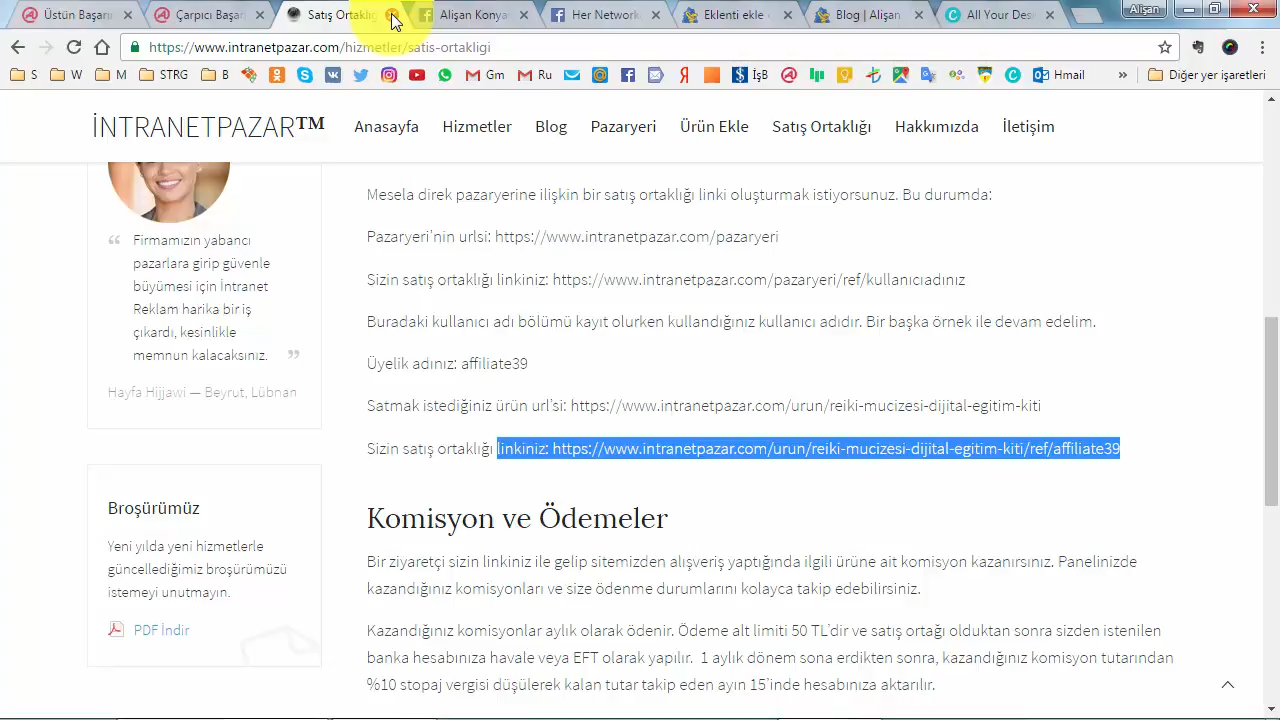 Üstün Başarı
Çarpıcı Başarı
Satış Ortaklığı
Alişan Konya
Her Network
Eklenti ekle
Blog | Alişan
All Your Des
Alişan
https://www.intranetpazar.com/hizmetler/satis-ortakligi
S
W
M
STRG
B
Gm
Ru
İşB
Hmail
»
Diğer yer işaretleri
İNTRANETPAZAR™
Anasayfa
Hizmetler
Blog
Pazaryeri
Ürün Ekle
Satış Ortaklığı
Hakkımızda
İletişim
“ Firmamızın yabancı
pazarlara girip güvenle
büyümesi için İntranet
Reklam harika bir iş
çıkardı, kesinlikle
memnun kalacaksınız. ”
Hayfa Hijjawi — Beyrut, Lübnan
Broşürümüz
Yeni yılda yeni hizmetlerle
güncellediğimiz broşürümüzü
istemeyi unutmayın.
PDF İndir
Mesela direk pazaryerine ilişkin bir satış ortaklığı linki oluşturmak istiyorsunuz. Bu durumda:
Pazaryeri’nin urlsi: https://www.intranetpazar.com/pazaryeri
Sizin satış ortaklığı linkiniz: https://www.intranetpazar.com/pazaryeri/ref/kullanıcıadınız
Buradaki kullanıcı adı bölümü kayıt olurken kullandığınız kullanıcı adıdır. Bir başka örnek ile devam edelim.
Üyelik adınız: affiliate39
Satmak istediğiniz ürün url’si: https://www.intranetpazar.com/urun/reiki-mucizesi-dijital-egitim-kiti
Sizin satış ortaklığı linkiniz: https://www.intranetpazar.com/urun/reiki-mucizesi-dijital-egitim-kiti/ref/affiliate39
Komisyon ve Ödemeler
Bir ziyaretçi sizin linkiniz ile gelip sitemizden alışveriş yaptığında ilgili ürüne ait komisyon kazanırsınız. Panelinizde
kazandığınız komisyonları ve size ödenme durumlarını kolayca takip edebilirsiniz.
Kazandığınız komisyonlar aylık olarak ödenir. Ödeme alt limiti 50 TL’dir ve satış ortağı olduktan sonra sizden istenilen
banka hesabınıza havale veya EFT olarak yapılır. 1 aylık dönem sona erdikten sonra, kazandığınız komisyon tutarından
%10 stopaj vergisi düşülerek kalan tutar takip eden ayın 15’inde hesabınıza aktarılır.